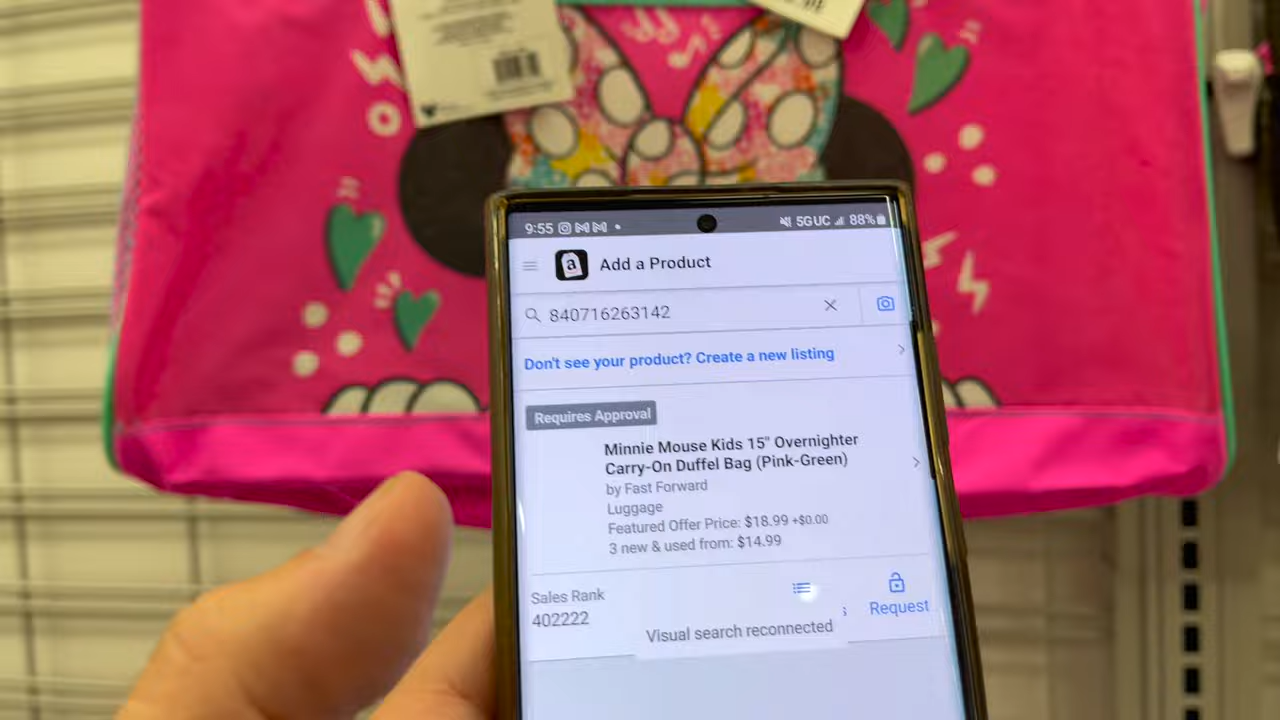 9:55
5GUC 88%
a Add a Product
840716263142
Don't see your product? Create a new listing
Requires Approval
Minnie Mouse Kids 15" Overnighter
Carry-On Duffel Bag (Pink-Green)
by Fast Forward
Luggage
Featured Offer Price: $18.99 +$0.00
3 new & used from: $14.99
Sales Rank
402222
Request
Visual search reconnected